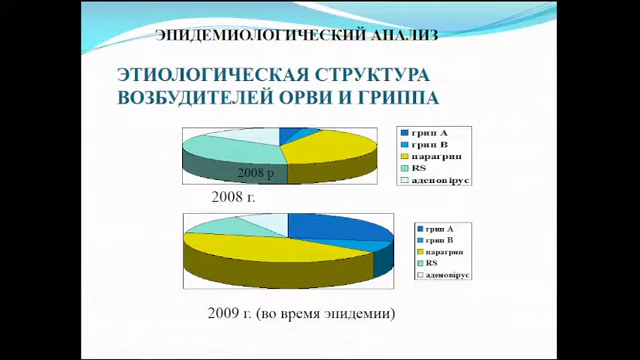 ЭПИДЕМИОЛОГИЧЕСКИЙ АНАЛИЗ
ЭТИОЛОГИЧЕСКАЯ СТРУКТУРА
ВОЗБУДИТЕЛЕЙ ОРВИ И ГРИППА
грип А
грип В
парагрип
RS
аденовірус
2008 р.
2008 г.
грип А
грип В
парагрип
RS
аденовірус
2009 г. (во время эпидемии)